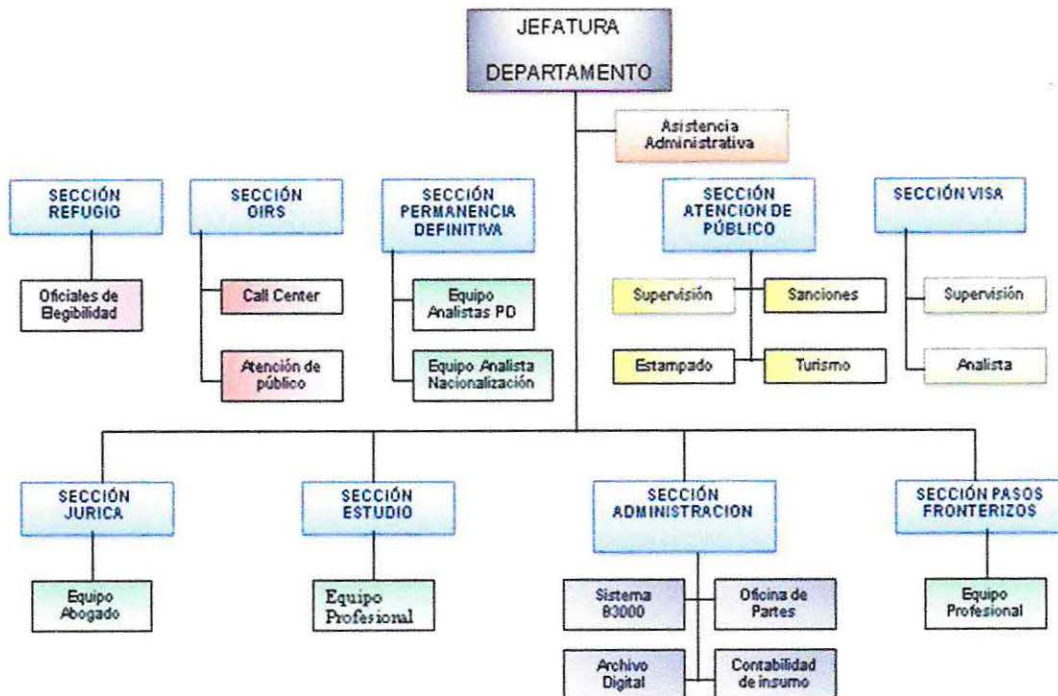 JEFATURA
DEPARTAMENTO
Asistencia
Administrativa
SECCIÓN
REFUGIO
SECCIÓN
OIRS
SECCIÓN
PERMANENCIA
DEFINITIVA
SECCIÓN
ATENCION DE
PÚBLICO
SECCIÓN VISA
Oficiales de
Elegibilidad
Call Center
Atención de
público
Equipo
Analistas PD
Equipo Analista
Nacionalización
Supervisión
Sanciones
Estampado
Turismo
Supervisión
Analista
SECCIÓN
JURICA
SECCIÓN
ESTUDIO
SECCIÓN
ADMINISTRACION
SECCIÓN PASOS
FRONTERIZOS
Equipo
Abogado
Equipo
Profesional
Sistema
B3000
Oficina de
Partes
Archivo
Digital
Contabilidad
de insumo
Equipo
Profesional